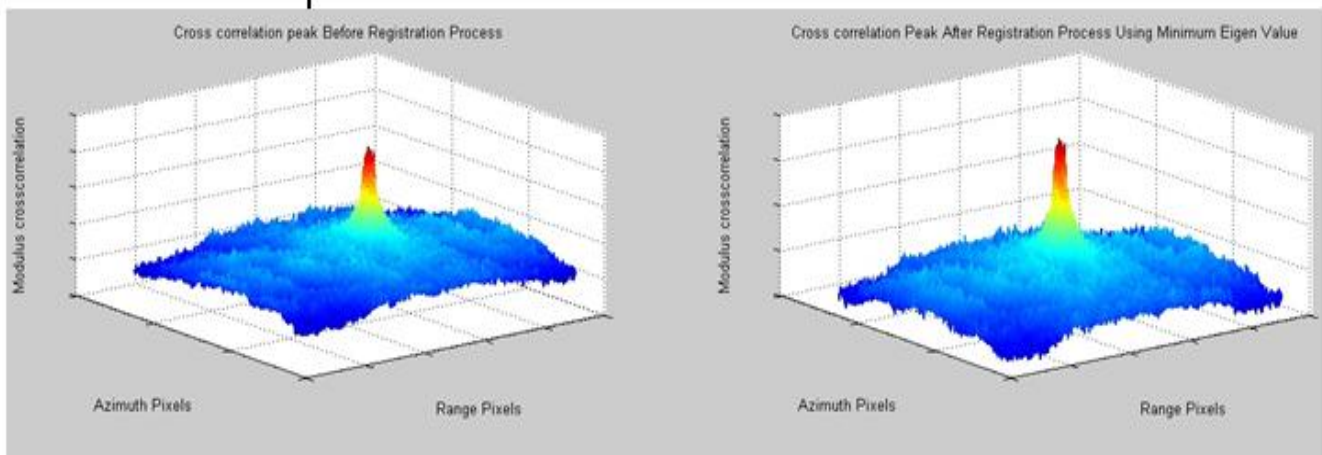 Cross correlation peak Before Registration Process
Modulus crosscorrelation
Azimuth Pixels
Range Pixels
Cross correlation Peak After Registration Process Using Minimum Eigen Value
Modulus crosscorrelation
Azimuth Pixels
Range Pixels